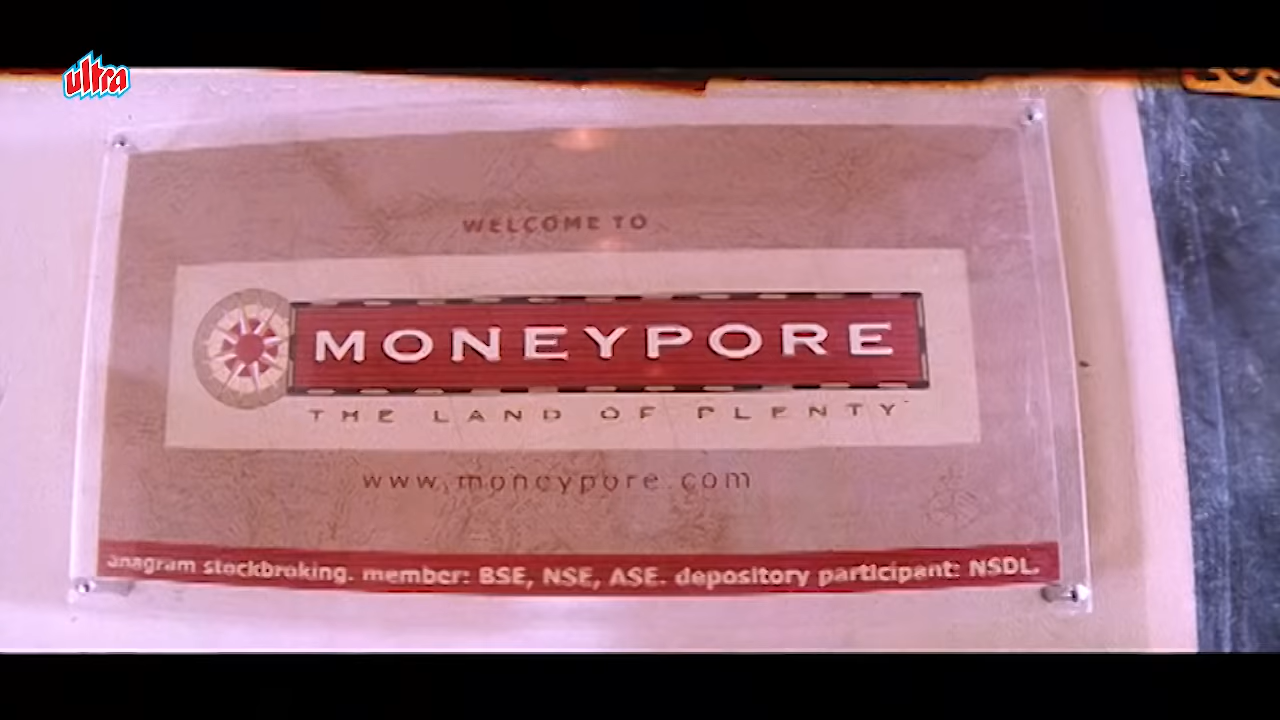 ultra
WELCOME TO
MONEYPORE
THE LAND OF PLENTY
www.moneypore.com
anagram stockbroking. member: BSE, NSE, ASE. depository participant: NSDL.